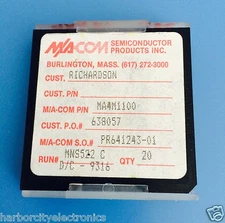 M/A-COM SEMICONDUCTOR
PRODUCTS INC.
BURLINGTON, MASS. (617) 272-3000
CUST. RICHARDSON
CUST. P/N
M/A-COM P/N MA4M1100
CUST. P.O.# 638057
M/A-COM S.O.# PR641243-01
RUN# MNS522 C QTY 20
D/C - 9316
harborcityelectronics